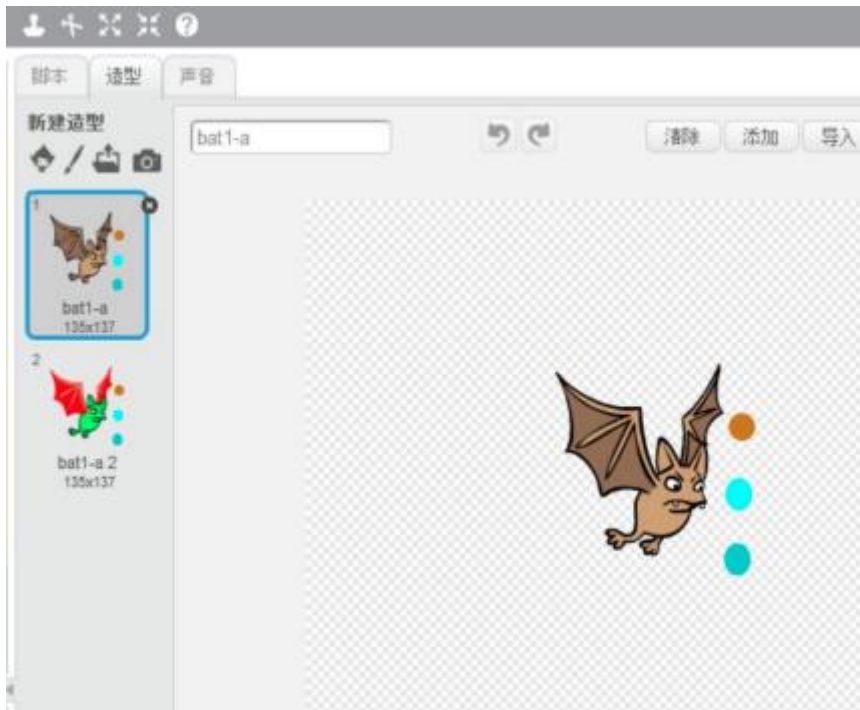 脚本 造型 声音
新建造型
bat1-a
清除 添加 导入
1
bat1-a
135x137
2
bat1-a 2
135x137